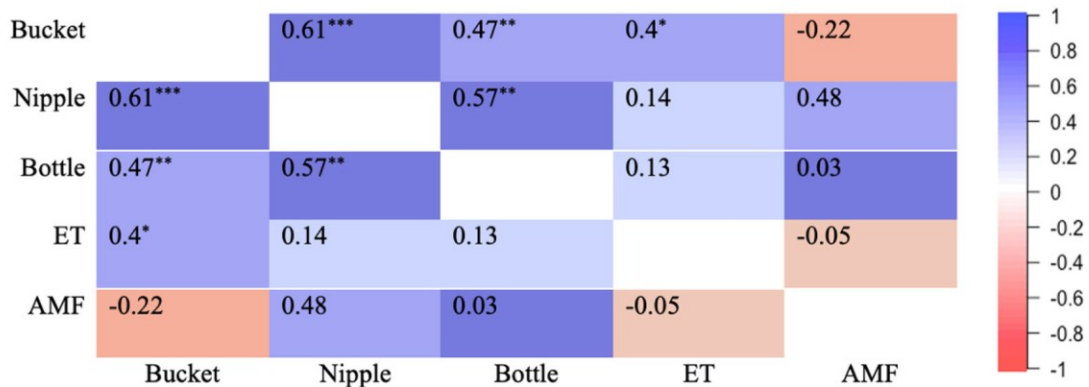 Bucket 0.61*** 0.47** 0.4* -0.22
Nipple 0.61*** 0.57** 0.14 0.48
Bottle 0.47** 0.57** 0.13 0.03
ET 0.4* 0.14 0.13 -0.05
AMF -0.22 0.48 0.03 -0.05
Bucket Nipple Bottle ET AMF
1
0.8
0.6
0.4
0.2
0
-0.2
-0.4
-0.6
-0.8
-1